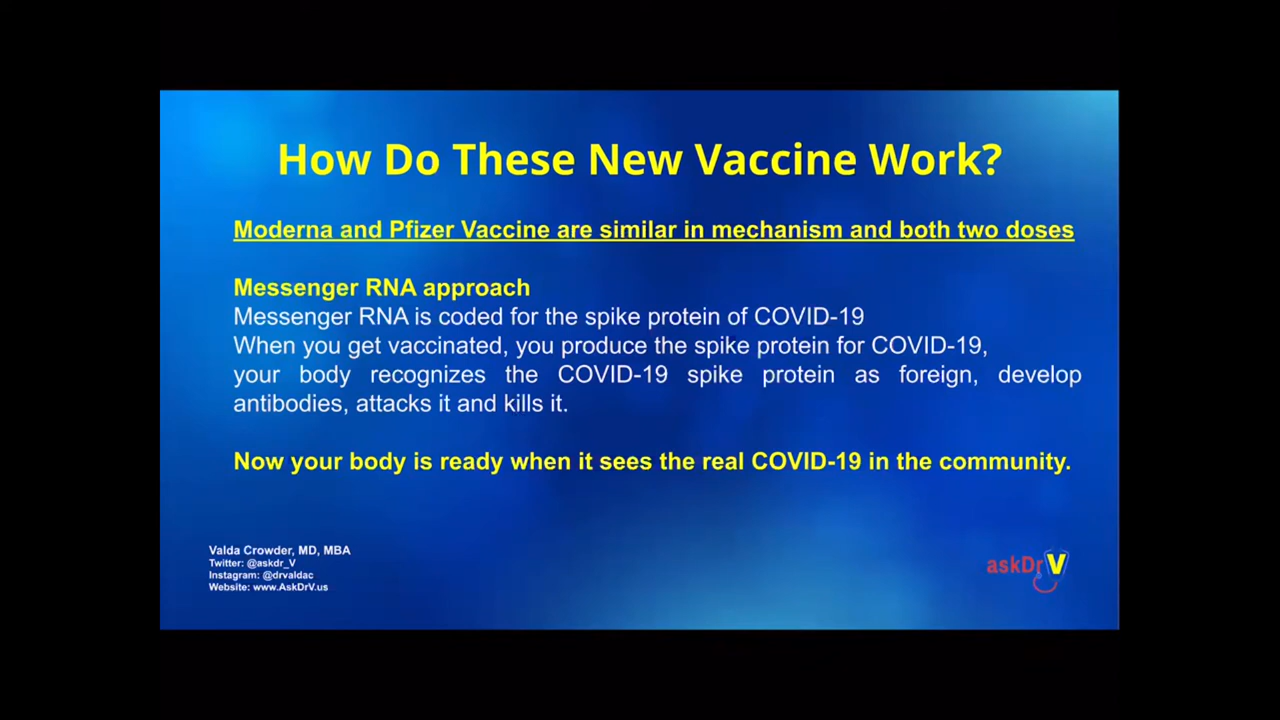 How Do These New Vaccine Work?
Moderna and Pfizer Vaccine are similar in mechanism and both two doses
Messenger RNA approach
Messenger RNA is coded for the spike protein of COVID-19
When you get vaccinated, you produce the spike protein for COVID-19,
your body recognizes the COVID-19 spike protein as foreign, develop
antibodies, attacks it and kills it.
Now your body is ready when it sees the real COVID-19 in the community.
Valda Crowder, MD, MBA
Twitter: @askdr_V
Instagram: @drvaldac
Website: www.AskDrV.us
askDrV